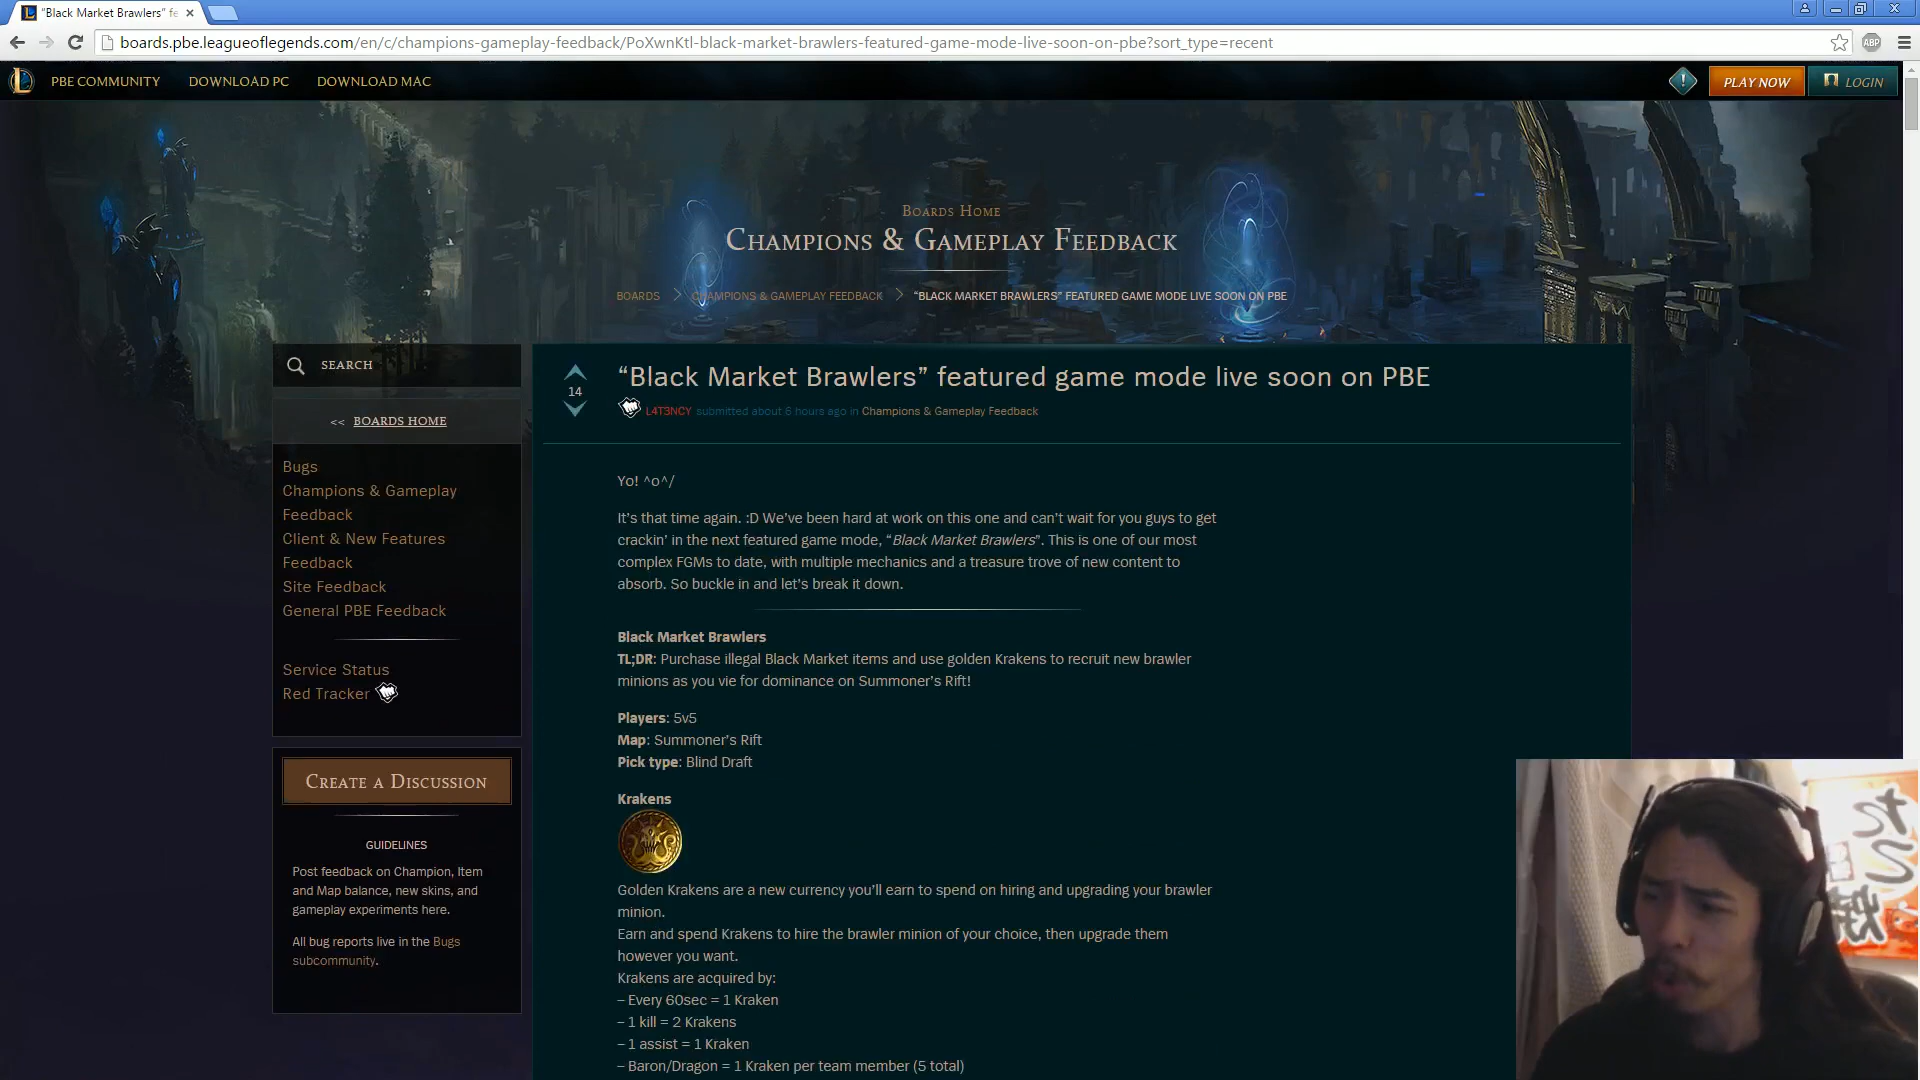 "Black Market Brawlers" fe
boards.pbe.leagueoflegends.com/en/c/champions-gameplay-feedback/PoXwnKtl-black-market-brawlers-featured-game-mode-live-soon-on-pbe?sort_type=recent
ABP
PBE COMMUNITY
DOWNLOAD PC
DOWNLOAD MAC
PLAY NOW
LOGIN
BOARDS HOME
CHAMPIONS & GAMEPLAY FEEDBACK
BOARDS > CHAMPIONS & GAMEPLAY FEEDBACK > “BLACK MARKET BRAWLERS” FEATURED GAME MODE LIVE SOON ON PBE
SEARCH
<< BOARDS HOME
Bugs
Champions & Gameplay
Feedback
Client & New Features
Feedback
Site Feedback
General PBE Feedback
Service Status
Red Tracker
CREATE A DISCUSSION
GUIDELINES
Post feedback on Champion, Item
and Map balance, new skins, and
gameplay experiments here.
All bug reports live in the Bugs
subcommunity.
14
“Black Market Brawlers” featured game mode live soon on PBE
L4T3NCY submitted about 6 hours ago in Champions & Gameplay Feedback
Yo! ^o^/
It’s that time again. :D We’ve been hard at work on this one and can’t wait for you guys to get
crackin’ in the next featured game mode, “Black Market Brawlers”. This is one of our most
complex FGMs to date, with multiple mechanics and a treasure trove of new content to
absorb. So buckle in and let’s break it down.
Black Market Brawlers
TL;DR: Purchase illegal Black Market items and use golden Krakens to recruit new brawler
minions as you vie for dominance on Summoner’s Rift!
Players: 5v5
Map: Summoner’s Rift
Pick type: Blind Draft
Krakens
Golden Krakens are a new currency you’ll earn to spend on hiring and upgrading your brawler
minion.
Earn and spend Krakens to hire the brawler minion of your choice, then upgrade them
however you want.
Krakens are acquired by:
– Every 60sec = 1 Kraken
– 1 kill = 2 Krakens
– 1 assist = 1 Kraken
– Baron/Dragon = 1 Kraken per team member (5 total)